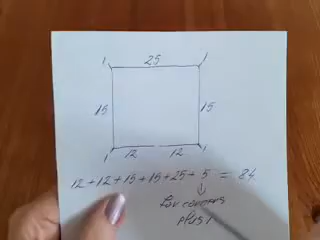 1 25 1
15 15
1 12 12 1
12+12+15+15+25+5 = 84
for corners
plus 1